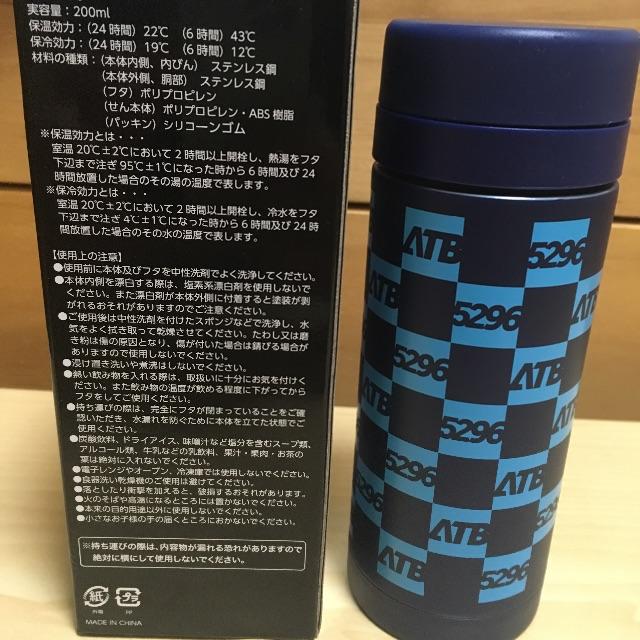 実容量：200ml
保温効力：（24時間）22℃ （6時間）43℃
保冷効力：（24時間）19℃ （6時間）12℃
材料の種類：（本体内側、内びん）ステンレス鋼
（本体外側、胴部）ステンレス鋼
（フタ）ポリプロピレン
（せん本体）ポリプロピレン・ABS樹脂
（パッキン）シリコーンゴム
※保温効力とは・・・
室温20℃±2℃において2時間以上開栓し、熱湯をフタ
下辺まで注ぎ95℃±1℃になった時から6時間及び24
時間放置した場合のその湯の温度で表します。
※保冷効力とは・・・
室温20℃±2℃において2時間以上開栓し、冷水をフタ
下辺まで注ぎ4℃±1℃になった時から6時間及び24時
間放置した場合のその水の温度で表します。
【使用上の注意】
●使用前に本体及びフタを中性洗剤でよく洗浄してください。
●本体内側を漂白する際は、塩素系漂白剤を使用しないで
ください。また漂白剤が本体外側に付着すると塗装が剥
がれるおそれがありますのでご注意ください。
●ご使用後は中性洗剤を付けたスポンジなどで洗浄し、水
気をよく拭き取って乾燥させてください。たわし又は磨
き粉は傷の原因となり、傷が付いた場合は錆びる場合が
ありますので使用しないでください。
●浸け置き洗いや煮沸はしないでください。
●熱い飲み物を入れる際は、取扱いに十分にお気を付けく
ださい。また飲み物の温度が飲める程度に下がってから
フタをしてご使用ください。
●持ち運びの際は、完全にフタが閉まっていることをご確
認いただき、水漏れを防ぐために本体を立てた状態でご
使用ください。
●炭酸飲料、ドライアイス、味噌汁など塩分を含むスープ類、
アルコール類、牛乳などの乳飲料、果汁・果肉・お茶の
葉は絶対に入れないでください。
●電子レンジやオーブン、冷凍庫では使用しないでください。
●食器洗い乾燥機のご使用は避けてください。
●落としたり衝撃を加えると、破損するおそれがあります。
●火のそばや高温になるところには置かないでください。
●本来の目的用途以外に使用しないでください。
●小さなお子様の手の届くところにおかないでください。
※持ち運びの際は、内容物が漏れる恐れがありますので
絶対に横にして使用しないでください。
紙 プラ
外箱 PP
MADE IN CHINA
ATB 5296
5296 ATB
5296 ATB
ATB 5296
5296 ATB
ATB 5296
ATB 5296